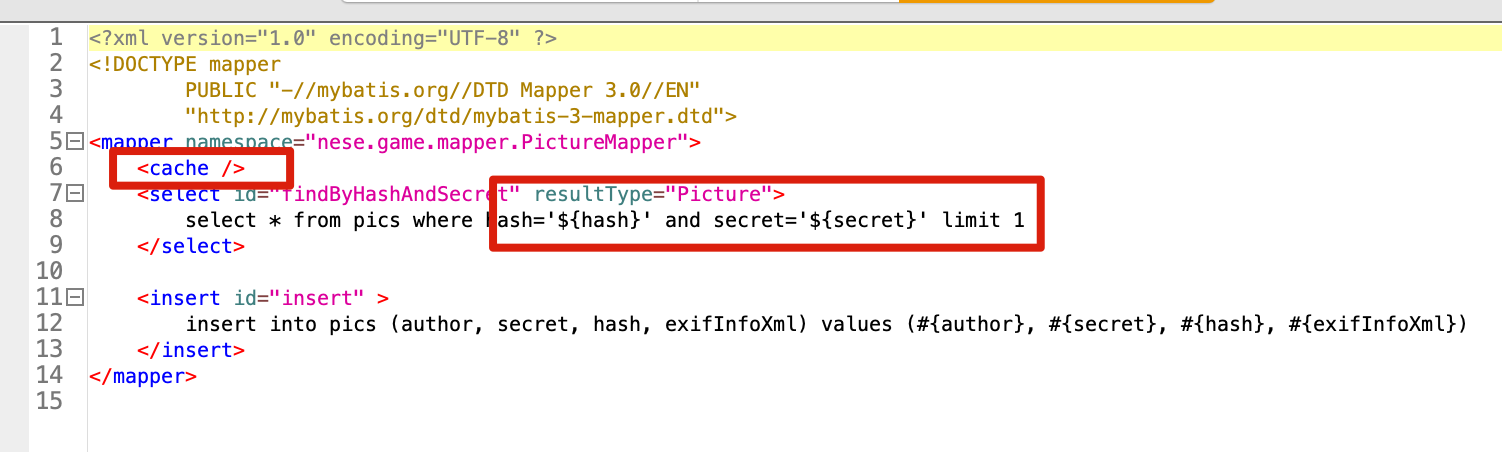 1 <?xml version="1.0" encoding="UTF-8" ?>
2 <!DOCTYPE mapper
3         PUBLIC "-//mybatis.org//DTD Mapper 3.0//EN"
4         "http://mybatis.org/dtd/mybatis-3-mapper.dtd">
5 <mapper namespace="nese.game.mapper.PictureMapper">
6     <cache />
7     <select id="findByHashAndSecret" resultType="Picture">
8         select * from pics where hash='${hash}' and secret='${secret}' limit 1
9     </select>
10
11     <insert id="insert" >
12         insert into pics (author, secret, hash, exifInfoXml) values (#{author}, #{secret}, #{hash}, #{exifInfoXml})
13     </insert>
14 </mapper>
15